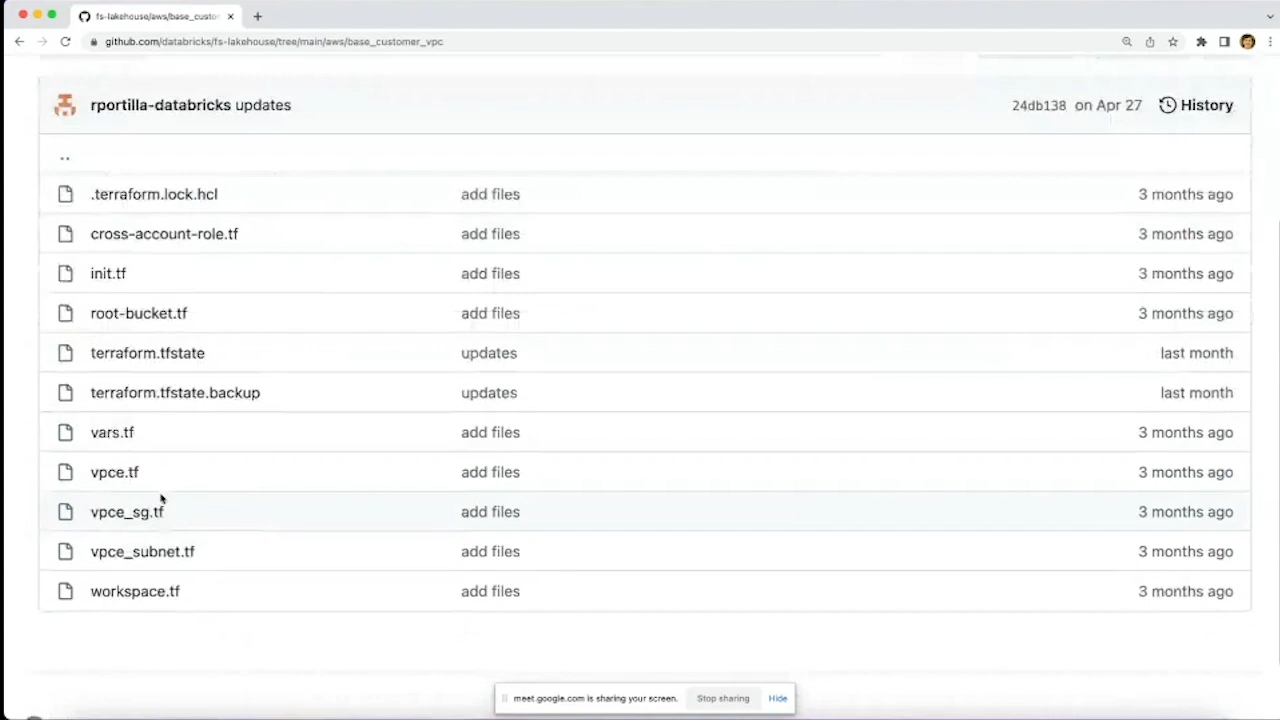 fs-lakehouse/aws/base_custo
github.com/databricks/fs-lakehouse/tree/main/aws/base_customer_vpc
rportilla-databricks updates 24db138 on Apr 27 History
..
.terraform.lock.hcl add files 3 months ago
cross-account-role.tf add files 3 months ago
init.tf add files 3 months ago
root-bucket.tf add files 3 months ago
terraform.tfstate updates last month
terraform.tfstate.backup updates last month
vars.tf add files 3 months ago
vpce.tf add files 3 months ago
vpce_sg.tf add files 3 months ago
vpce_subnet.tf add files 3 months ago
workspace.tf add files 3 months ago
meet.google.com is sharing your screen. Stop sharing Hide